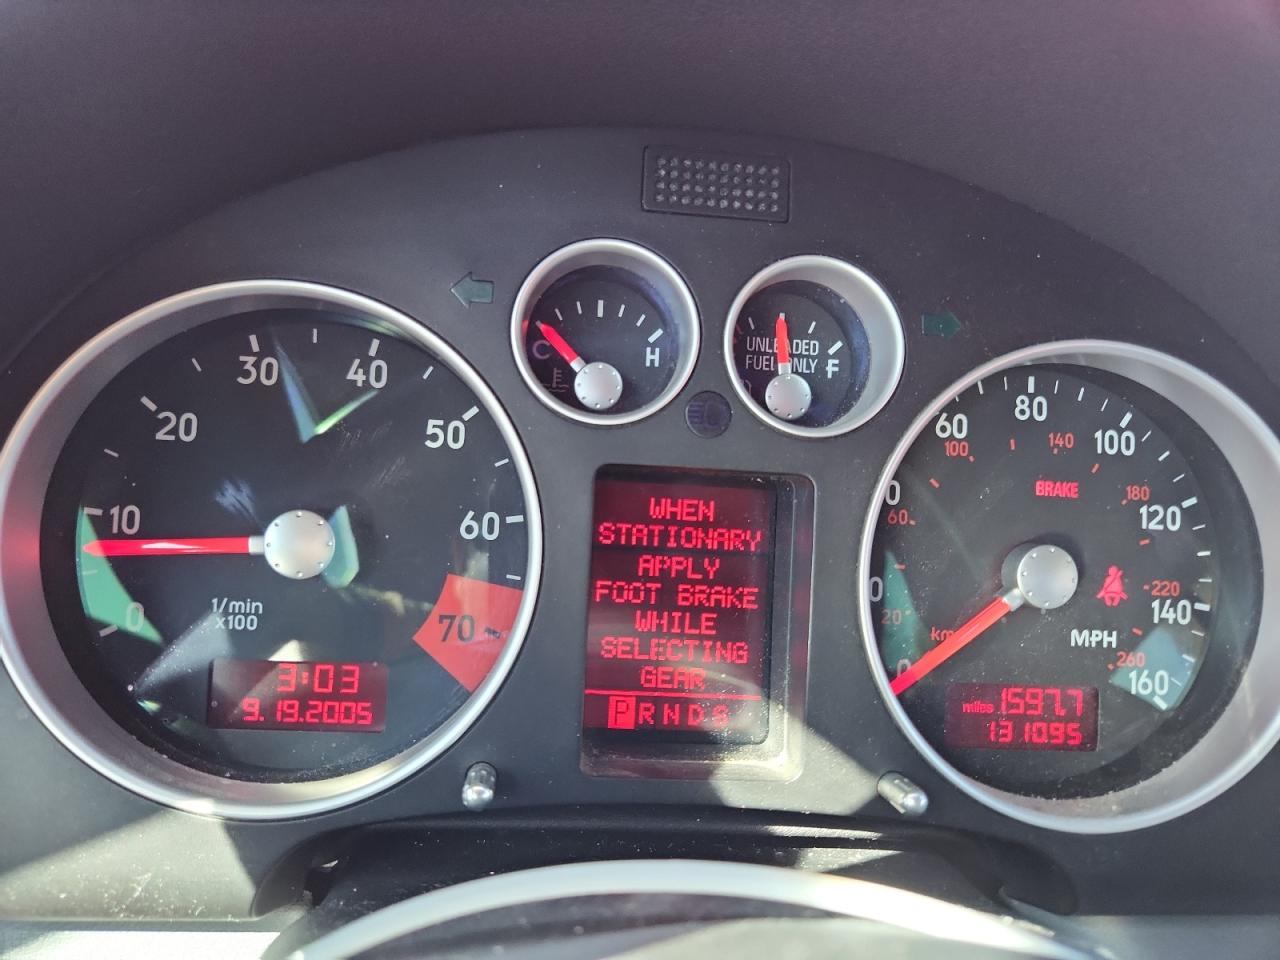 C
H
UNLEADED
FUEL ONLY
F
0
10
20
30
40
50
60
70
1/min
x100
3:03
9.19.2005
WHEN
STATIONARY
APPLY
FOOT BRAKE
WHILE
SELECTING
GEAR
P R N D S
0
60
80
100
120
140
160
20
60
100
140
180
220
260
BRAKE
MPH
miles 1597.7
131095